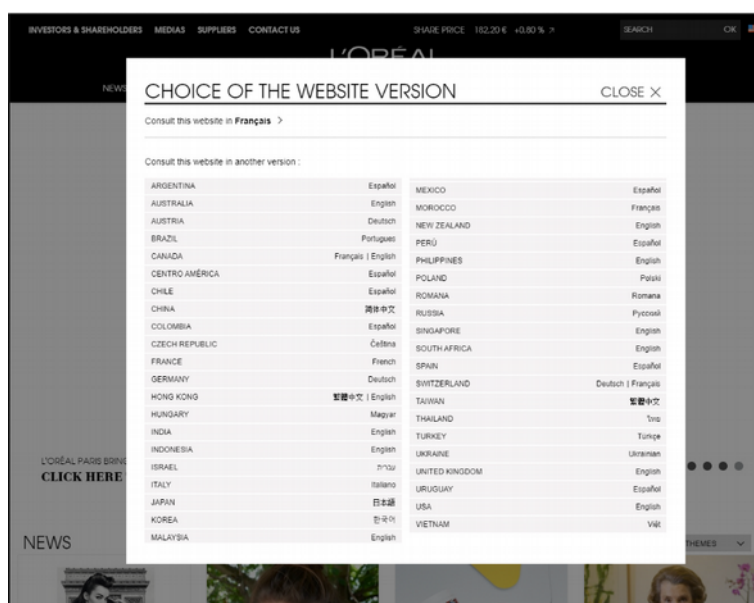 INVESTORS & SHAREHOLDERS MEDIAS SUPPLIERS CONTACT US SHARE PRICE 182,20 € +0,80 % SEARCH OK
L'ORÉAL
NEWS
CHOICE OF THE WEBSITE VERSION CLOSE X
Consult this website in Français >
Consult this website in another version :
ARGENTINA Español
AUSTRALIA English
AUSTRIA Deutsch
BRAZIL Portugues
CANADA Français | English
CENTRO AMÉRICA Español
CHILE Español
CHINA 简体中文
COLOMBIA Español
CZECH REPUBLIC Čeština
FRANCE French
GERMANY Deutsch
HONG KONG 繁體中文 | English
HUNGARY Magyar
INDIA English
INDONESIA English
ISRAEL עברית
ITALY Italiano
JAPAN 日本語
KOREA 한국어
MALAYSIA English
MEXICO Español
MOROCCO Français
NEW ZEALAND English
PERÚ Español
PHILIPPINES English
POLAND Polski
ROMANA Romana
RUSSIA Русский
SINGAPORE English
SOUTH AFRICA English
SPAIN Español
SWITZERLAND Deutsch | Français
TAIWAN 繁體中文
THAILAND ไทย
TURKEY Türkçe
UKRAINE Ukrainian
UNITED KINGDOM English
URUGUAY Español
USA English
VIETNAM Việt
L'ORÉAL PARIS BRING
CLICK HERE
NEWS
THEMES